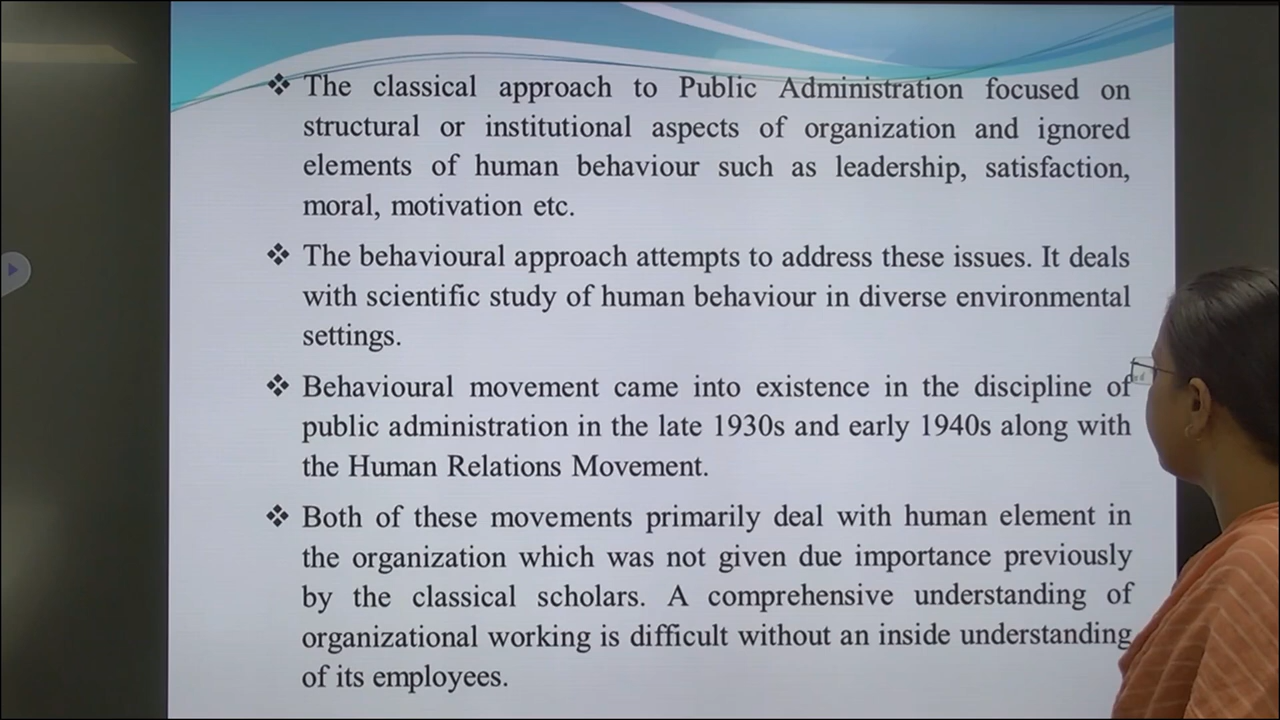 ❖ The classical approach to Public Administration focused on
structural or institutional aspects of organization and ignored
elements of human behaviour such as leadership, satisfaction,
moral, motivation etc.
❖ The behavioural approach attempts to address these issues. It deals
with scientific study of human behaviour in diverse environmental
settings.
❖ Behavioural movement came into existence in the discipline of
public administration in the late 1930s and early 1940s along with
the Human Relations Movement.
❖ Both of these movements primarily deal with human element in
the organization which was not given due importance previously
by the classical scholars. A comprehensive understanding of
organizational working is difficult without an inside understanding
of its employees.